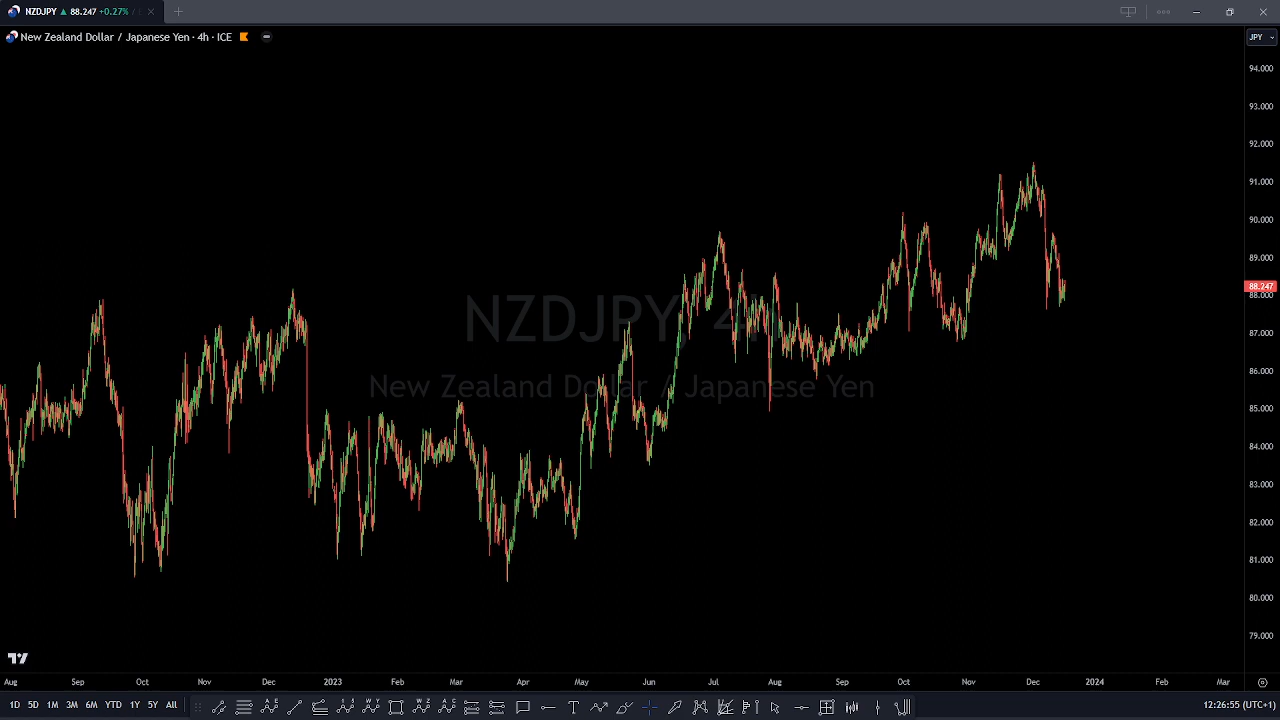 NZDJPY ▲ 88.247 +0.27% /
New Zealand Dollar / Japanese Yen · 4h · ICE
JPY
94.000
93.000
92.000
91.000
90.000
89.000
88.247
88.000
87.000
86.000
85.000
84.000
83.000
82.000
81.000
80.000
79.000
NZDJPY, 4h
New Zealand Dollar / Japanese Yen
Aug Sep Oct Nov Dec 2023 Feb Mar Apr May Jun Jul Aug Sep Oct Nov Dec 2024 Feb Mar
1D 5D 1M 3M 6M YTD 1Y 5Y All
12:26:55 (UTC+1)